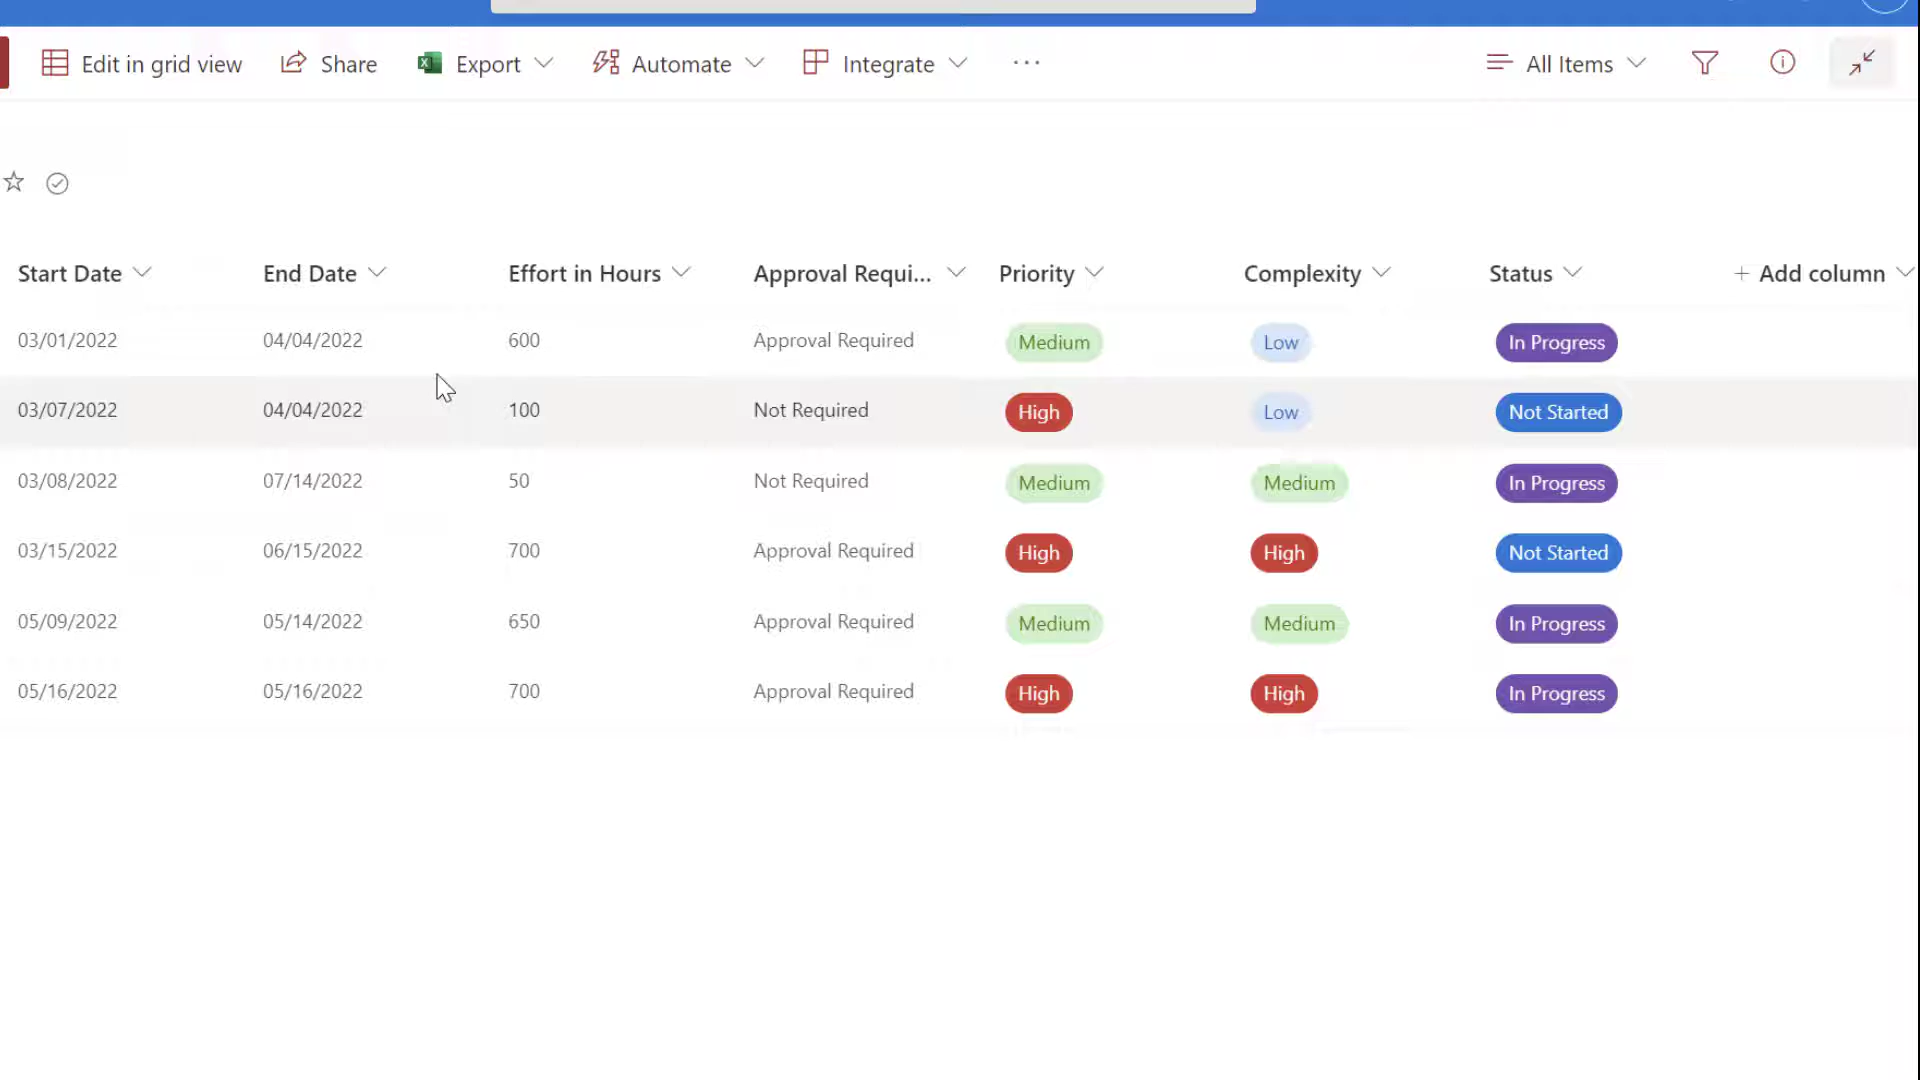 Edit in grid view Share Export Automate Integrate ... All Items
Start Date End Date Effort in Hours Approval Requi... Priority Complexity Status + Add column
03/01/2022 04/04/2022 600 Approval Required Medium Low In Progress
03/07/2022 04/04/2022 100 Not Required High Low Not Started
03/08/2022 07/14/2022 50 Not Required Medium Medium In Progress
03/15/2022 06/15/2022 700 Approval Required High High Not Started
05/09/2022 05/14/2022 650 Approval Required Medium Medium In Progress
05/16/2022 05/16/2022 700 Approval Required High High In Progress